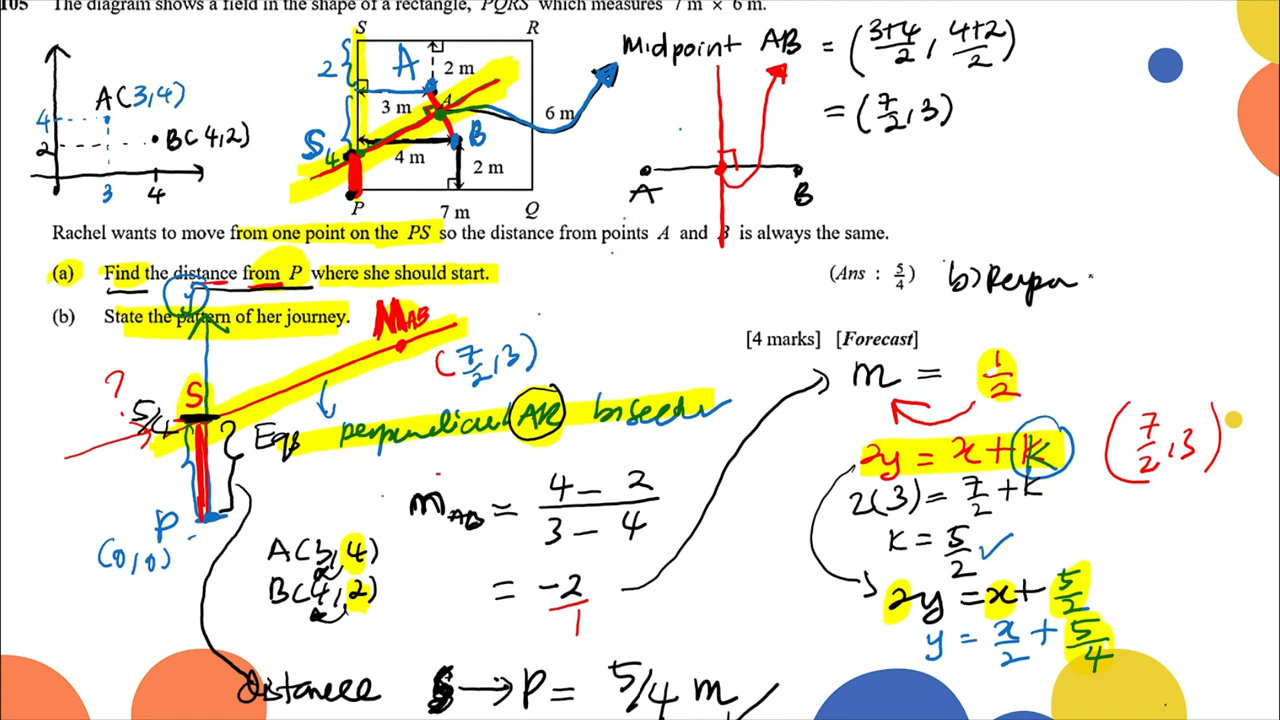 105 The diagram shows a field in the shape of a rectangle, PQRS which measures 7 m × 6 m.
S R
2 A 2 m
3 m A 6 m
S 4 B
4 m 2 m
P 7 m Q
A(3,4)
4
B(4,2)
2
3 4
Midpoint AB = (3+4/2, 4+2/2)
= (7/2, 3)
A B
Rachel wants to move from one point on the PS so the distance from points A and B is always the same.
(a) Find the distance from P where she should start. (Ans : 5/4)
(b) State the pattern of her journey.
[4 marks] [Forecast]
b) Perpen
y
M AB
(7/2, 3)
?
S
5/4
Eqs perpendicular AB bisector
P
(0,0)
m AB = 4 - 2 / 3 - 4
A(3,4)
B(4,2)
= -2/1
m = 1/2
2y = x + k (7/2, 3)
2(3) = 7/2 + k
k = 5/2 ✓
2y = x + 5/2
y = x/2 + 5/4
distance S → P = 5/4 m